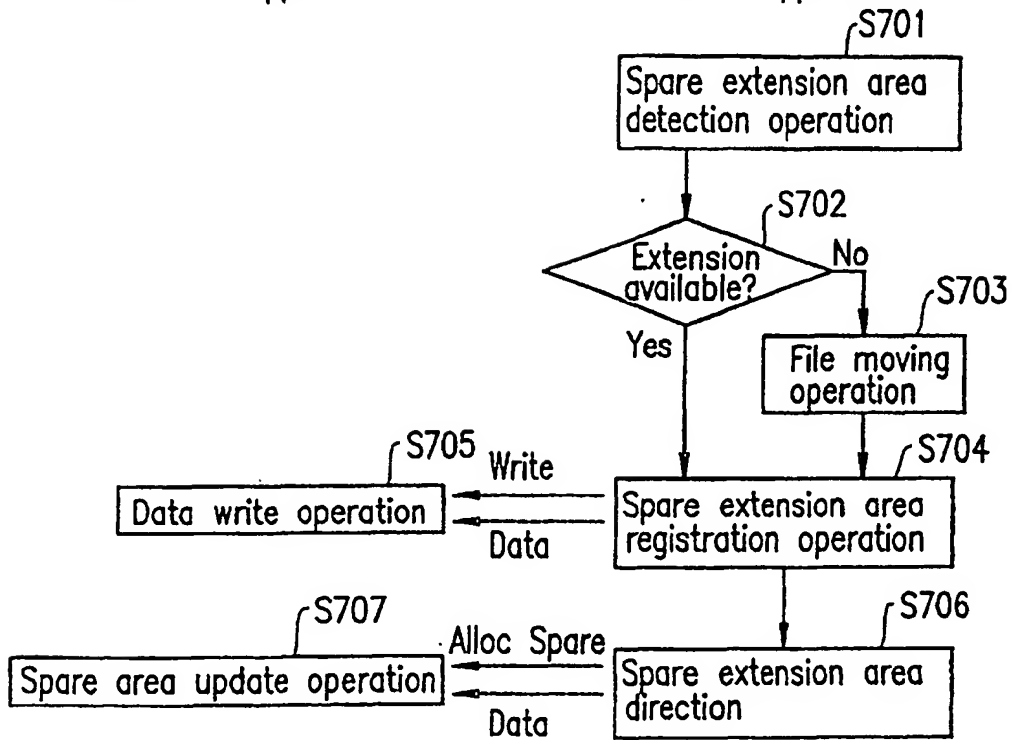 S701
Spare extension area
detection operation
S702
Extension
available?
No
Yes
S703
File moving
operation
S704
Spare extension area
registration operation
S705
Write
Data write operation
Data
S706
Spare extension area
direction
S707
Alloc Spare
Spare area update operation
Data